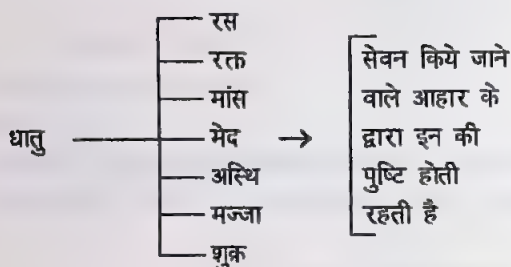 धातु
रस
रक्त
मांस
मेद
अस्थि
मज्जा
शुक्र
सेवन किये जाने
वाले आहार के
द्वारा इन की
पुष्टि होती
रहती है